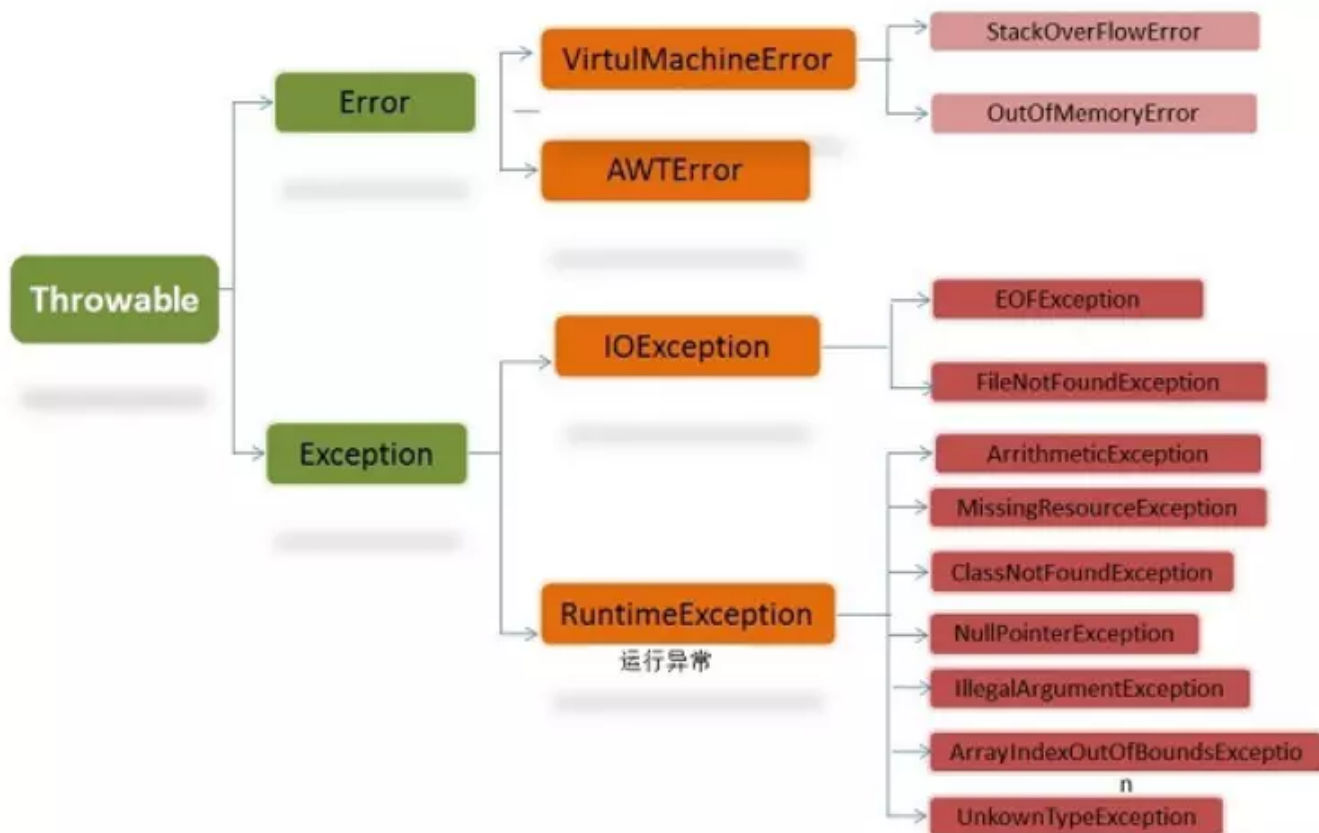 Throwable
Error
VirtulMachineError
StackOverFlowError
OutOfMemoryError
AWTError
Exception
IOException
EOFException
FileNotFoundException
RuntimeException
运行异常
ArrithmeticException
MissingResourceException
ClassNotFoundException
NullPointerException
IllegalArgumentException
ArrayIndexOutOfBoundsExceptio
n
UnkownTypeException